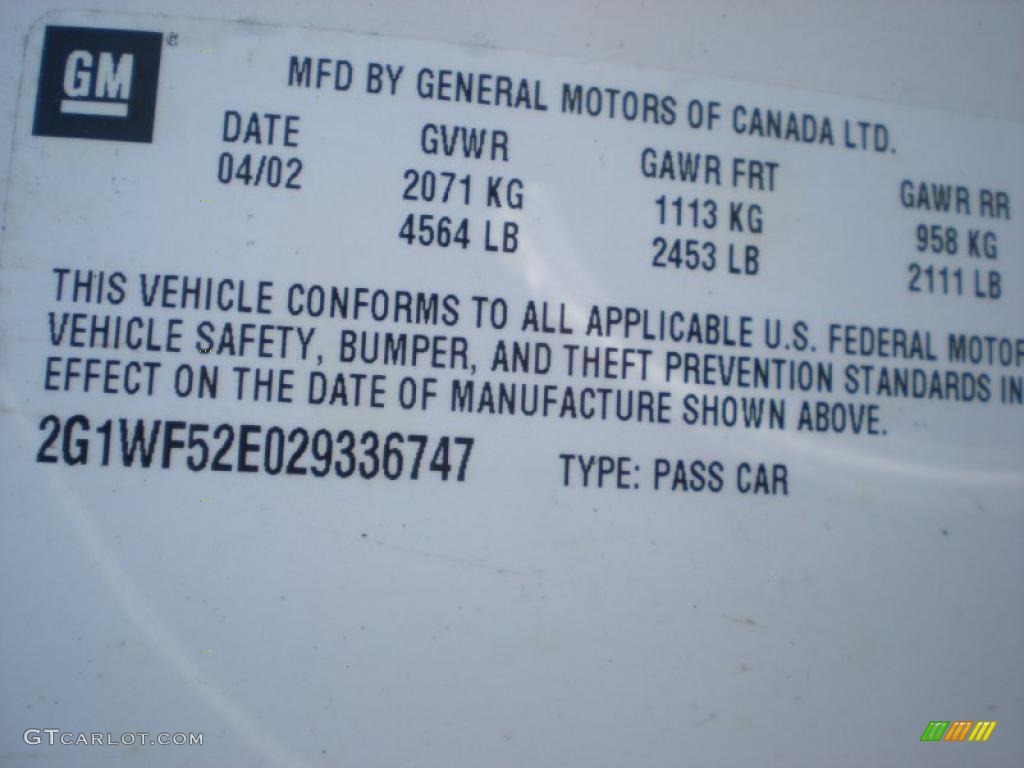 GM
MFD BY GENERAL MOTORS OF CANADA LTD.
DATE GVWR GAWR FRT GAWR RR
04/02 2071 KG 1113 KG 958 KG
4564 LB 2453 LB 2111 LB
THIS VEHICLE CONFORMS TO ALL APPLICABLE U.S. FEDERAL MOTOR
VEHICLE SAFETY, BUMPER, AND THEFT PREVENTION STANDARDS IN
EFFECT ON THE DATE OF MANUFACTURE SHOWN ABOVE.
2G1WF52E029336747 TYPE: PASS CAR
GTCARLOT.COM